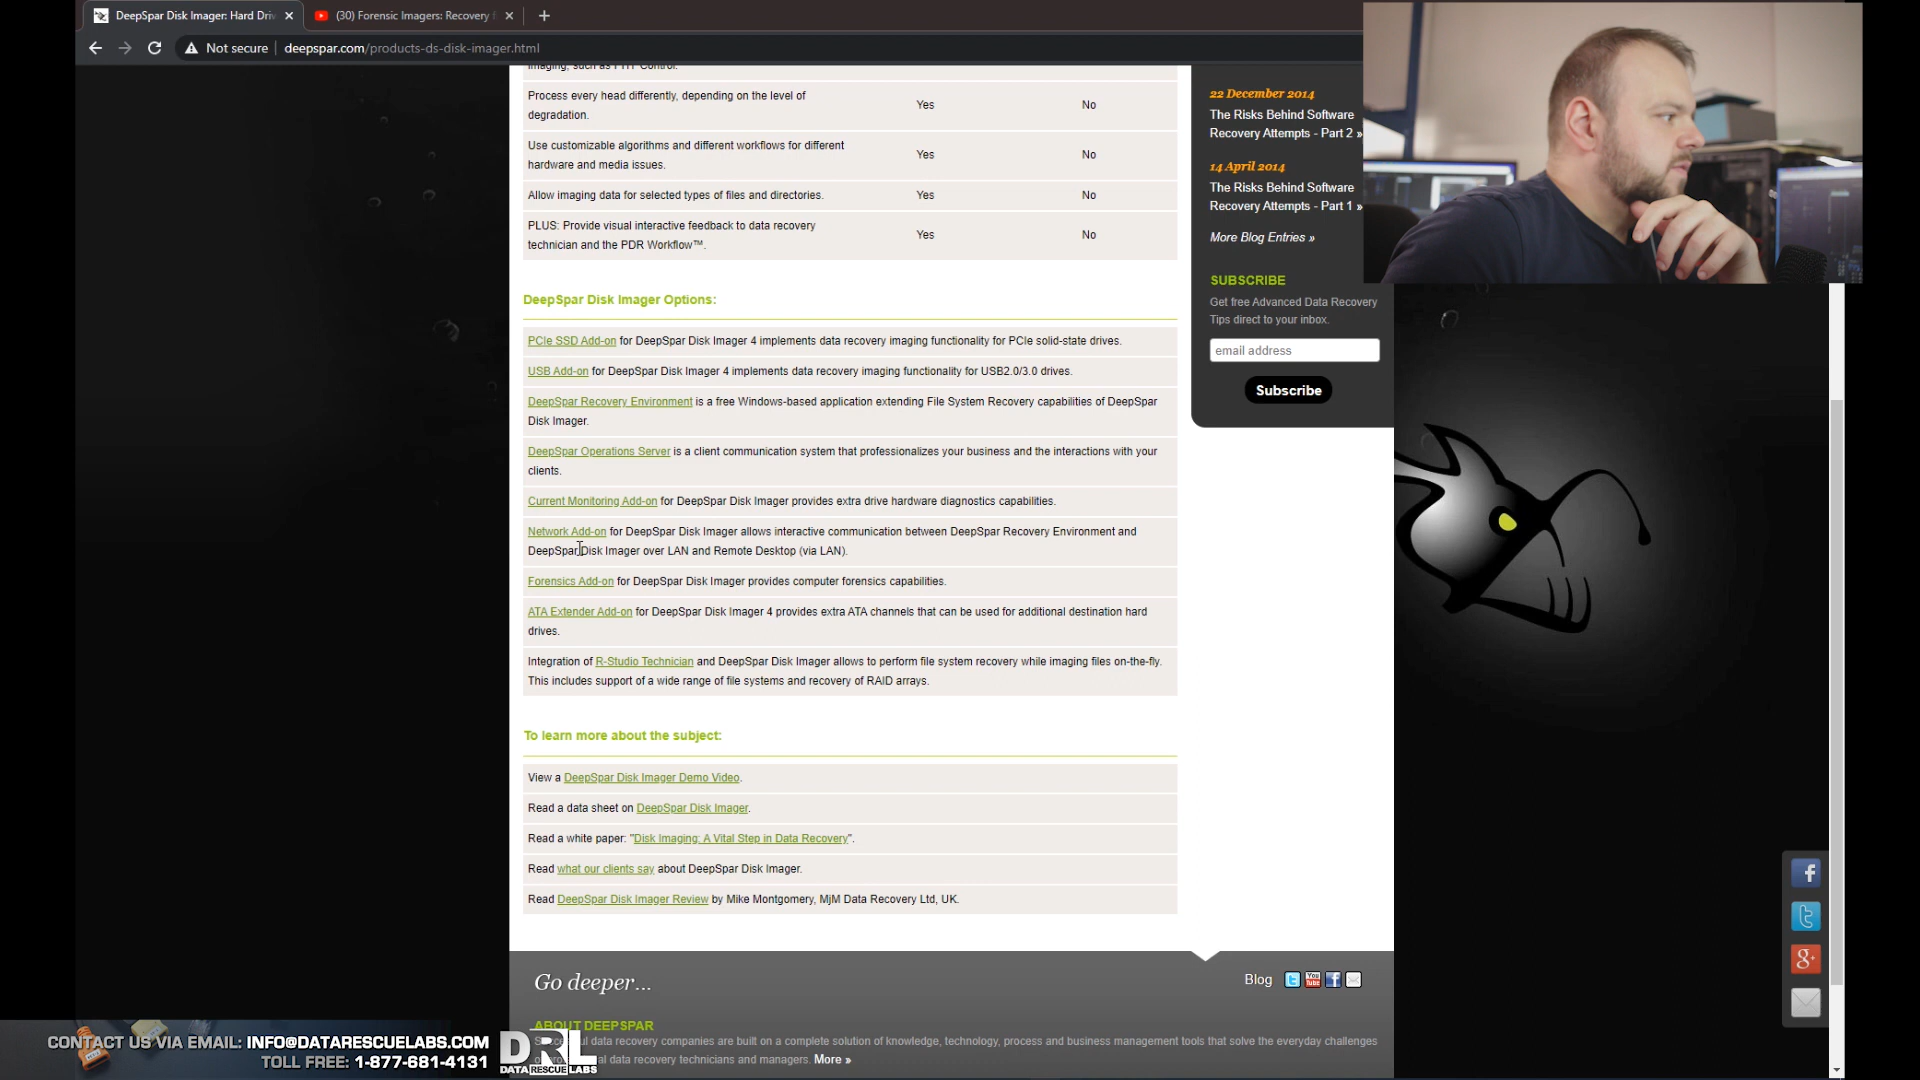 DeepSpar Disk Imager: Hard Driv
(30) Forensic Imagers: Recovery f
Not secure
deepspar.com/products-ds-disk-imager.html
Process every head differently, depending on the level of
degradation.
Yes
No
Use customizable algorithms and different workflows for different
hardware and media issues.
Yes
No
Allow imaging data for selected types of files and directories.
Yes
No
PLUS: Provide visual interactive feedback to data recovery
technician and the PDR Workflow™.
Yes
No
DeepSpar Disk Imager Options:
PCIe SSD Add-on for DeepSpar Disk Imager 4 implements data recovery imaging functionality for PCIe solid-state drives.
USB Add-on for DeepSpar Disk Imager 4 implements data recovery imaging functionality for USB2.0/3.0 drives.
DeepSpar Recovery Environment is a free Windows-based application extending File System Recovery capabilities of DeepSpar
Disk Imager.
DeepSpar Operations Server is a client communication system that professionalizes your business and the interactions with your
clients.
Current Monitoring Add-on for DeepSpar Disk Imager provides extra drive hardware diagnostics capabilities.
Network Add-on for DeepSpar Disk Imager allows interactive communication between DeepSpar Recovery Environment and
DeepSpar Disk Imager over LAN and Remote Desktop (via LAN).
Forensics Add-on for DeepSpar Disk Imager provides computer forensics capabilities.
ATA Extender Add-on for DeepSpar Disk Imager 4 provides extra ATA channels that can be used for additional destination hard
drives.
Integration of R-Studio Technician and DeepSpar Disk Imager allows to perform file system recovery while imaging files on-the-fly.
This includes support of a wide range of file systems and recovery of RAID arrays.
To learn more about the subject:
View a DeepSpar Disk Imager Demo Video.
Read a data sheet on DeepSpar Disk Imager.
Read a white paper: "Disk Imaging: A Vital Step in Data Recovery".
Read what our clients say about DeepSpar Disk Imager.
Read DeepSpar Disk Imager Review by Mike Montgomery, MjM Data Recovery Ltd, UK.
22 December 2014
The Risks Behind Software
Recovery Attempts - Part 2 »
14 April 2014
The Risks Behind Software
Recovery Attempts - Part 1 »
More Blog Entries »
SUBSCRIBE
Get free Advanced Data Recovery
Tips direct to your inbox.
email address
Subscribe
Go deeper...
Blog
ABOUT DEEPSPAR
data recovery companies are built on a complete solution of knowledge, technology, process and business management tools that solve the everyday challenges
data recovery technicians and managers. More »
CONTACT US VIA EMAIL: INFO@DATARESCUELABS.COM
TOLL FREE: 1-877-681-4131
DRL
DATA RESCUE LABS